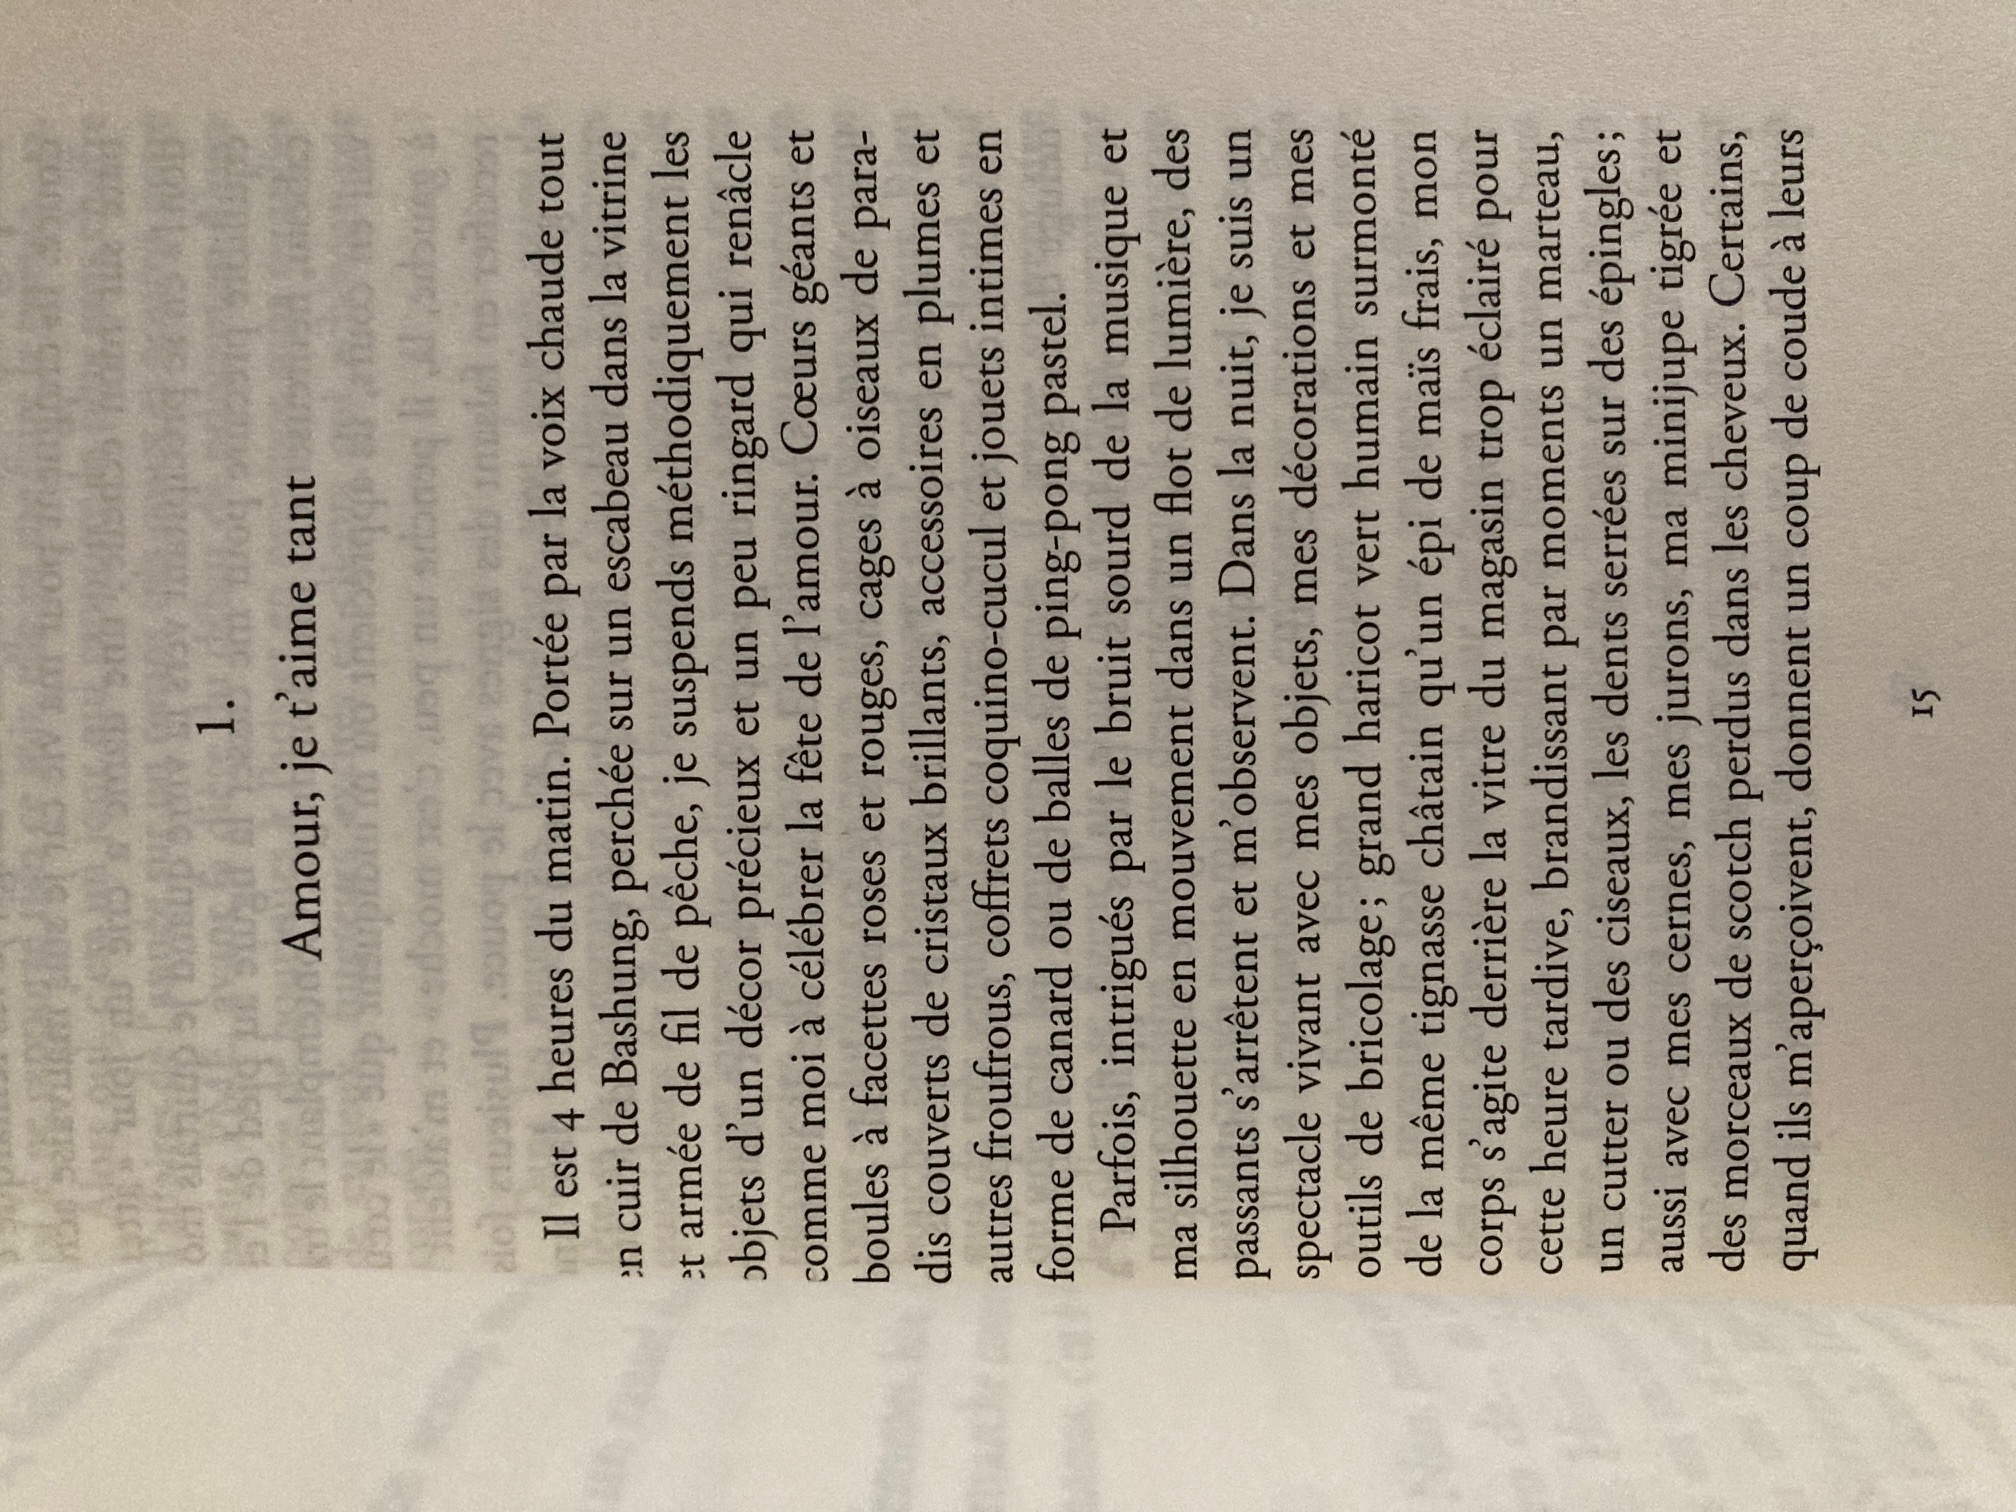 1.
Amour, je t'aime tant
Il est 4 heures du matin. Portée par la voix chaude tout
en cuir de Bashung, perchée sur un escabeau dans la vitrine
et armée de fil de pêche, je suspends méthodiquement les
objets d'un décor précieux et un peu ringard qui renâcle
comme moi à célébrer la fête de l'amour. Cœurs géants et
boules à facettes roses et rouges, cages à oiseaux de para-
dis couverts de cristaux brillants, accessoires en plumes et
autres froufrous, coffrets coquino-cucul et jouets intimes en
forme de canard ou de balles de ping-pong pastel.
Parfois, intrigués par le bruit sourd de la musique et
ma silhouette en mouvement dans un flot de lumière, des
passants s'arrêtent et m'observent. Dans la nuit, je suis un
spectacle vivant avec mes objets, mes décorations et mes
outils de bricolage ; grand haricot vert humain surmonté
de la même tignasse châtain qu'un épi de maïs frais, mon
corps s'agite derrière la vitre du magasin trop éclairé pour
cette heure tardive, brandissant par moments un marteau,
un cutter ou des ciseaux, les dents serrées sur des épingles ;
aussi avec mes cernes, mes jurons, ma minijupe tigrée et
des morceaux de scotch perdus dans les cheveux. Certains,
quand ils m'aperçoivent, donnent un coup de coude à leurs
15